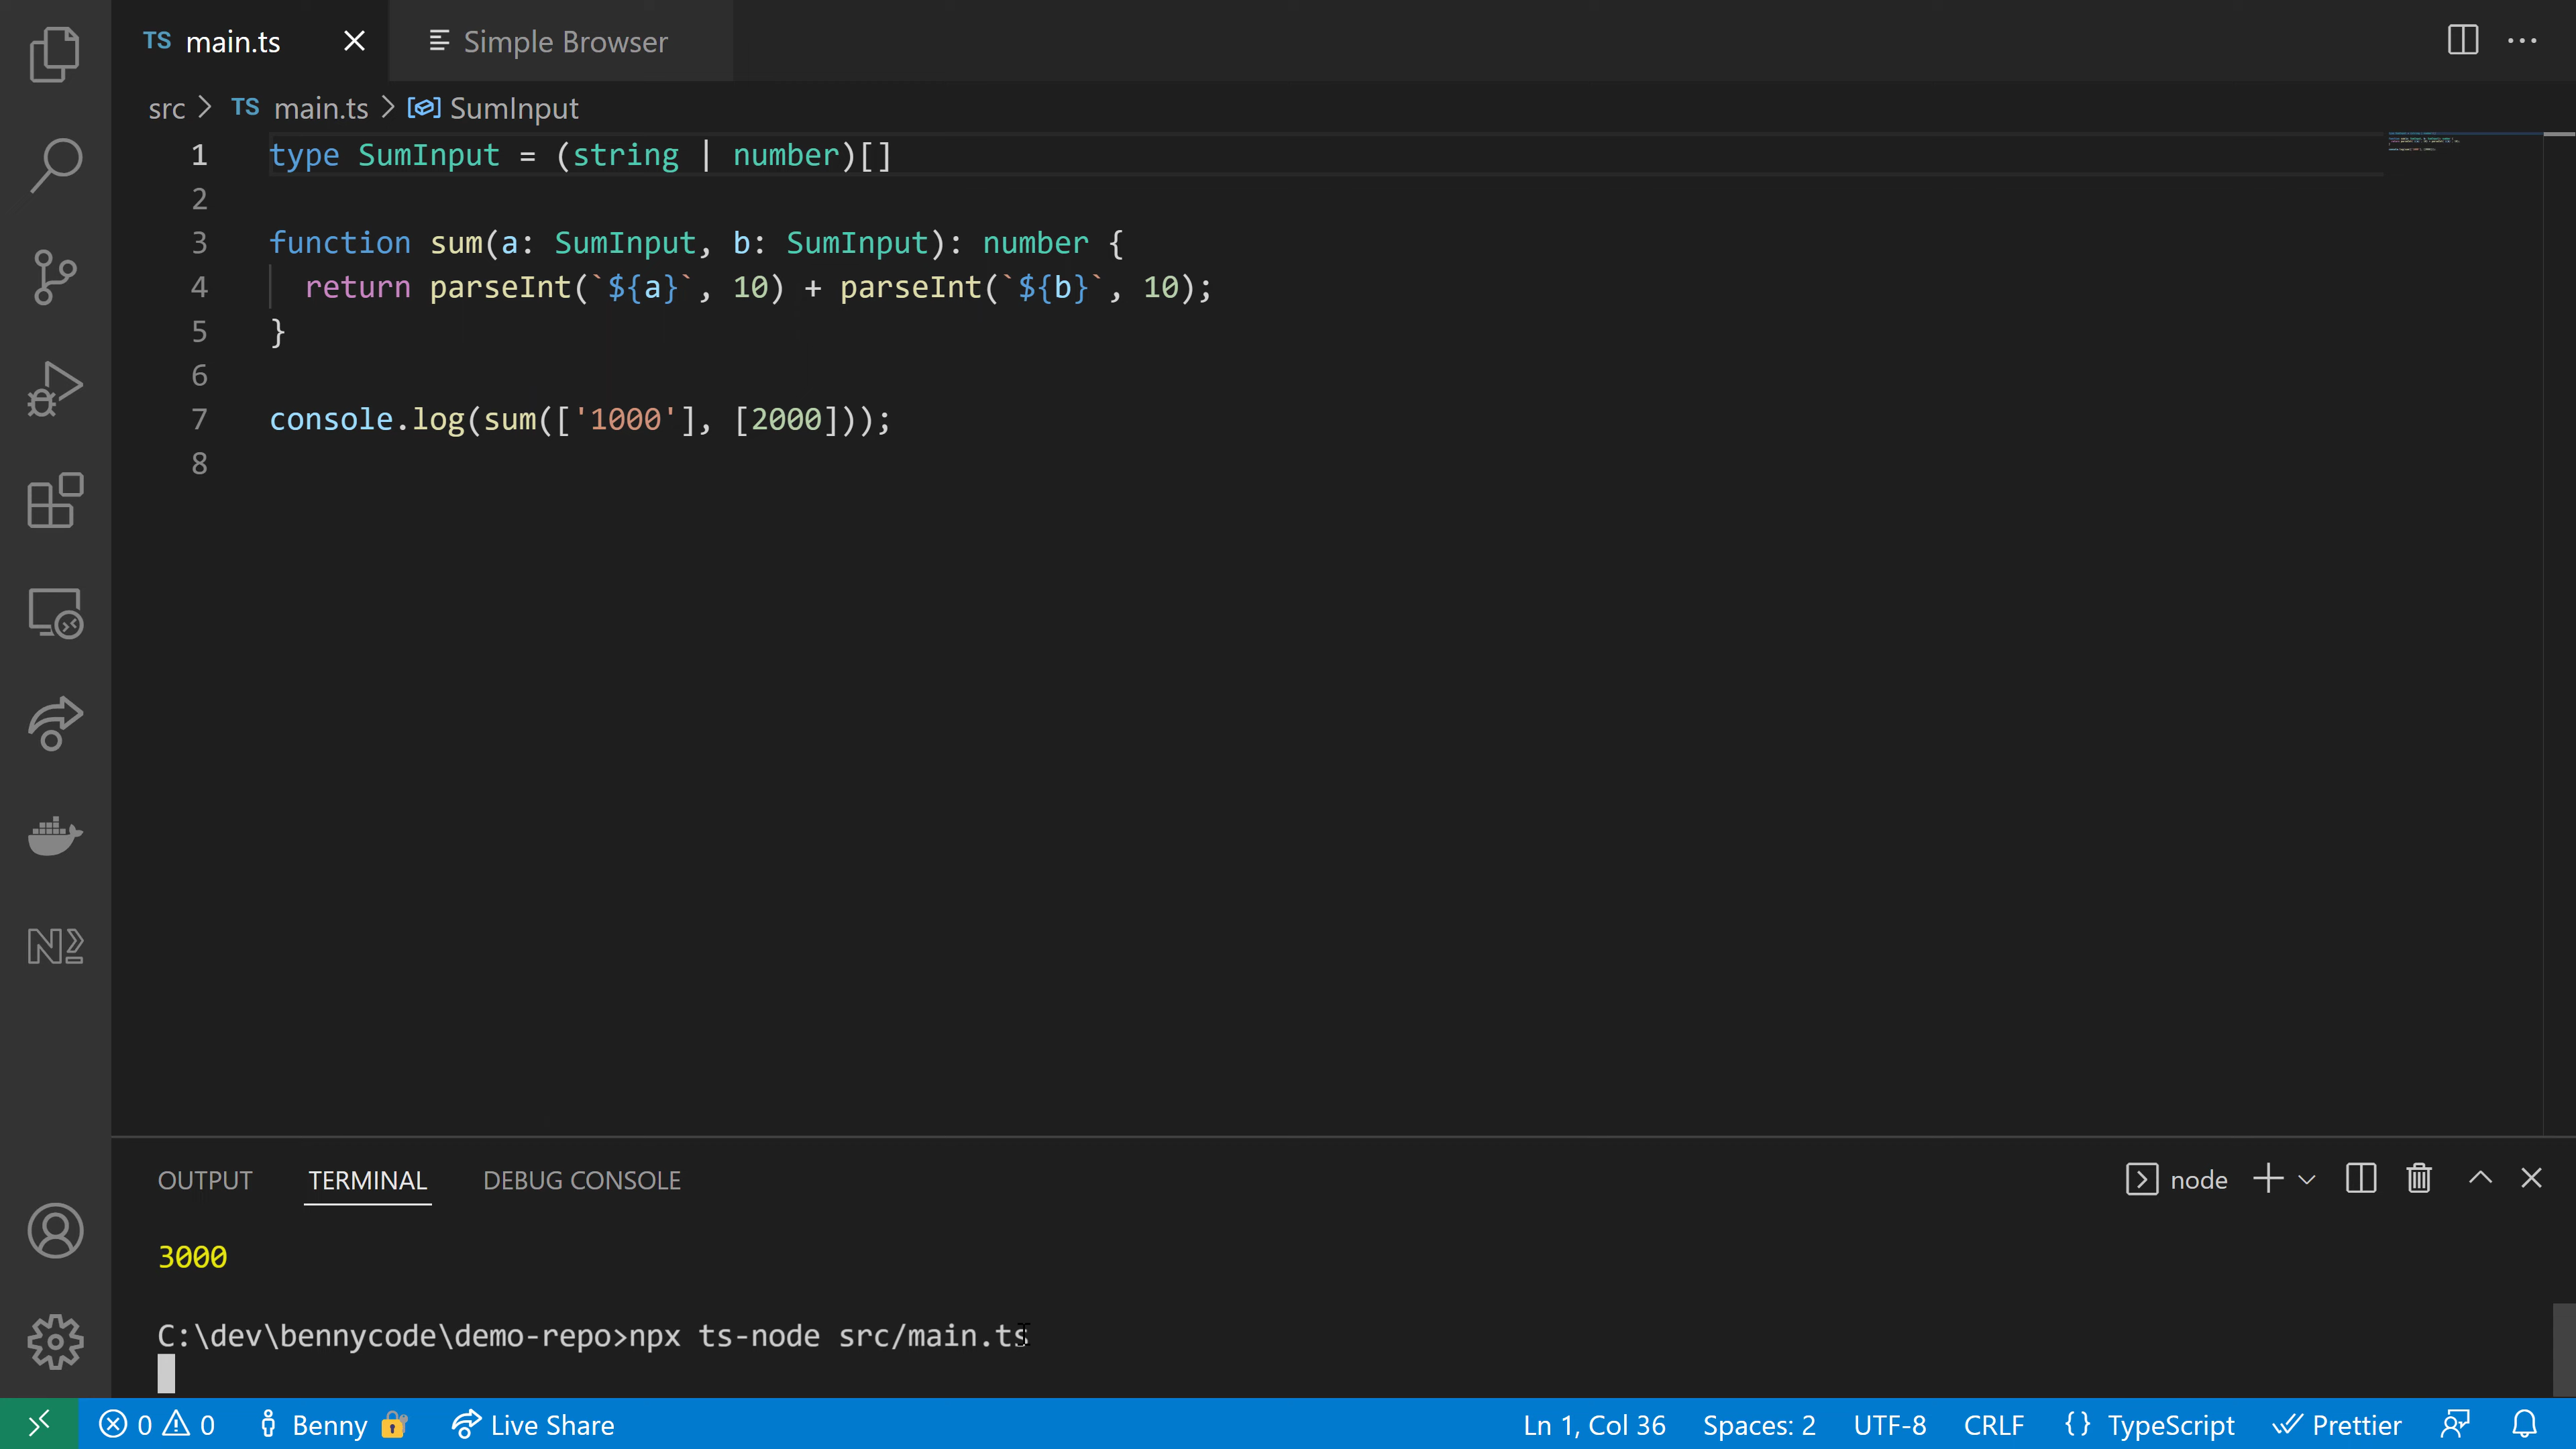 TS main.ts
Simple Browser
src > TS main.ts > SumInput
1 type SumInput = (string | number)[]
2
3 function sum(a: SumInput, b: SumInput): number {
4 return parseInt(`${a}`, 10) + parseInt(`${b}`, 10);
5 }
6
7 console.log(sum(['1000'], [2000]));
8
OUTPUT TERMINAL DEBUG CONSOLE
node
3000
C:\dev\bennycode\demo-repo>npx ts-node src/main.ts
0 0 Benny Live Share Ln 1, Col 36 Spaces: 2 UTF-8 CRLF {} TypeScript Prettier